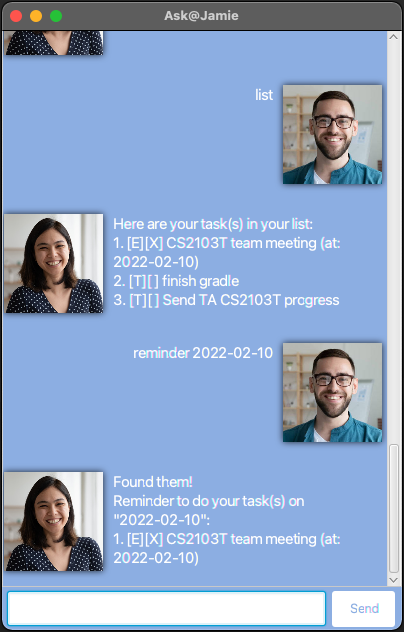 Ask@Jamie
list
Here are your task(s) in your list:
1. [E][X] CS2103T team meeting (at:
2022-02-10)
2. [T][ ] finish gradle
3. [T][ ] Send TA CS2103T progress
reminder 2022-02-10
Found them!
Reminder to do your task(s) on
"2022-02-10":
1. [E][X] CS2103T team meeting (at:
2022-02-10)
Send